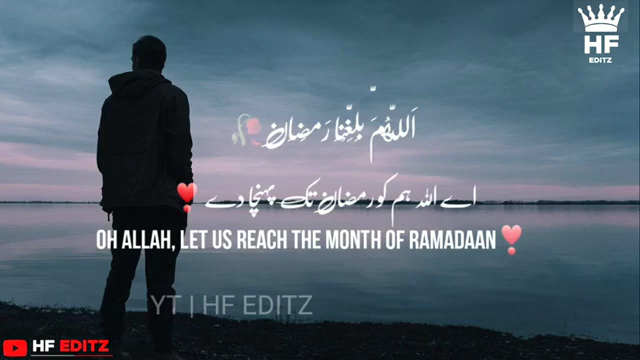 HF
EDITZ
اَللّٰهُمَّ بَلِّغْنَا رَمضان🥀
اے اللہ ہم کو رمضان تک پہنچا دے ❣️
OH ALLAH, LET US REACH THE MONTH OF RAMADAAN ❣️
YT | HF EDITZ
HF EDITZ